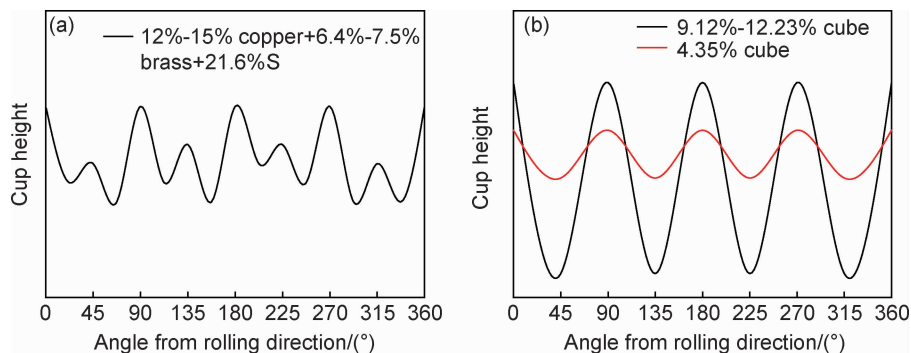 (a)
12%-15% copper+6.4%-7.5%
brass+21.6%S
Cup height
0 45 90 135 180 225 270 315 360
Angle from rolling direction/(°)
(b)
9.12%-12.23% cube
4.35% cube
Cup height
0 45 90 135 180 225 270 315 360
Angle from rolling direction/(°)